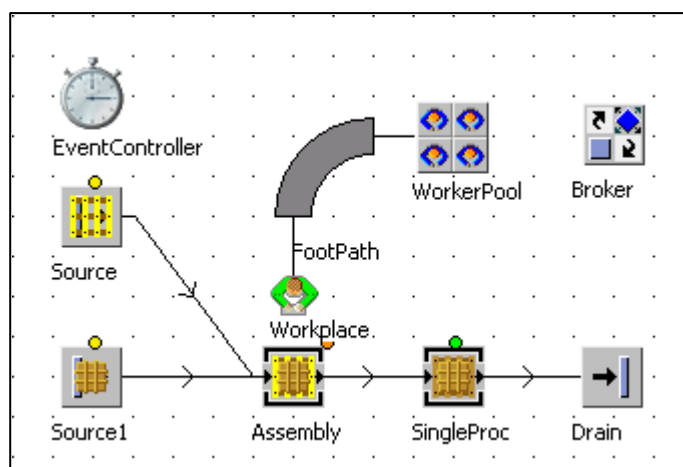 EventController
WorkerPool
Broker
FootPath
Source
Workplace
Source1
Assembly
SingleProc
Drain